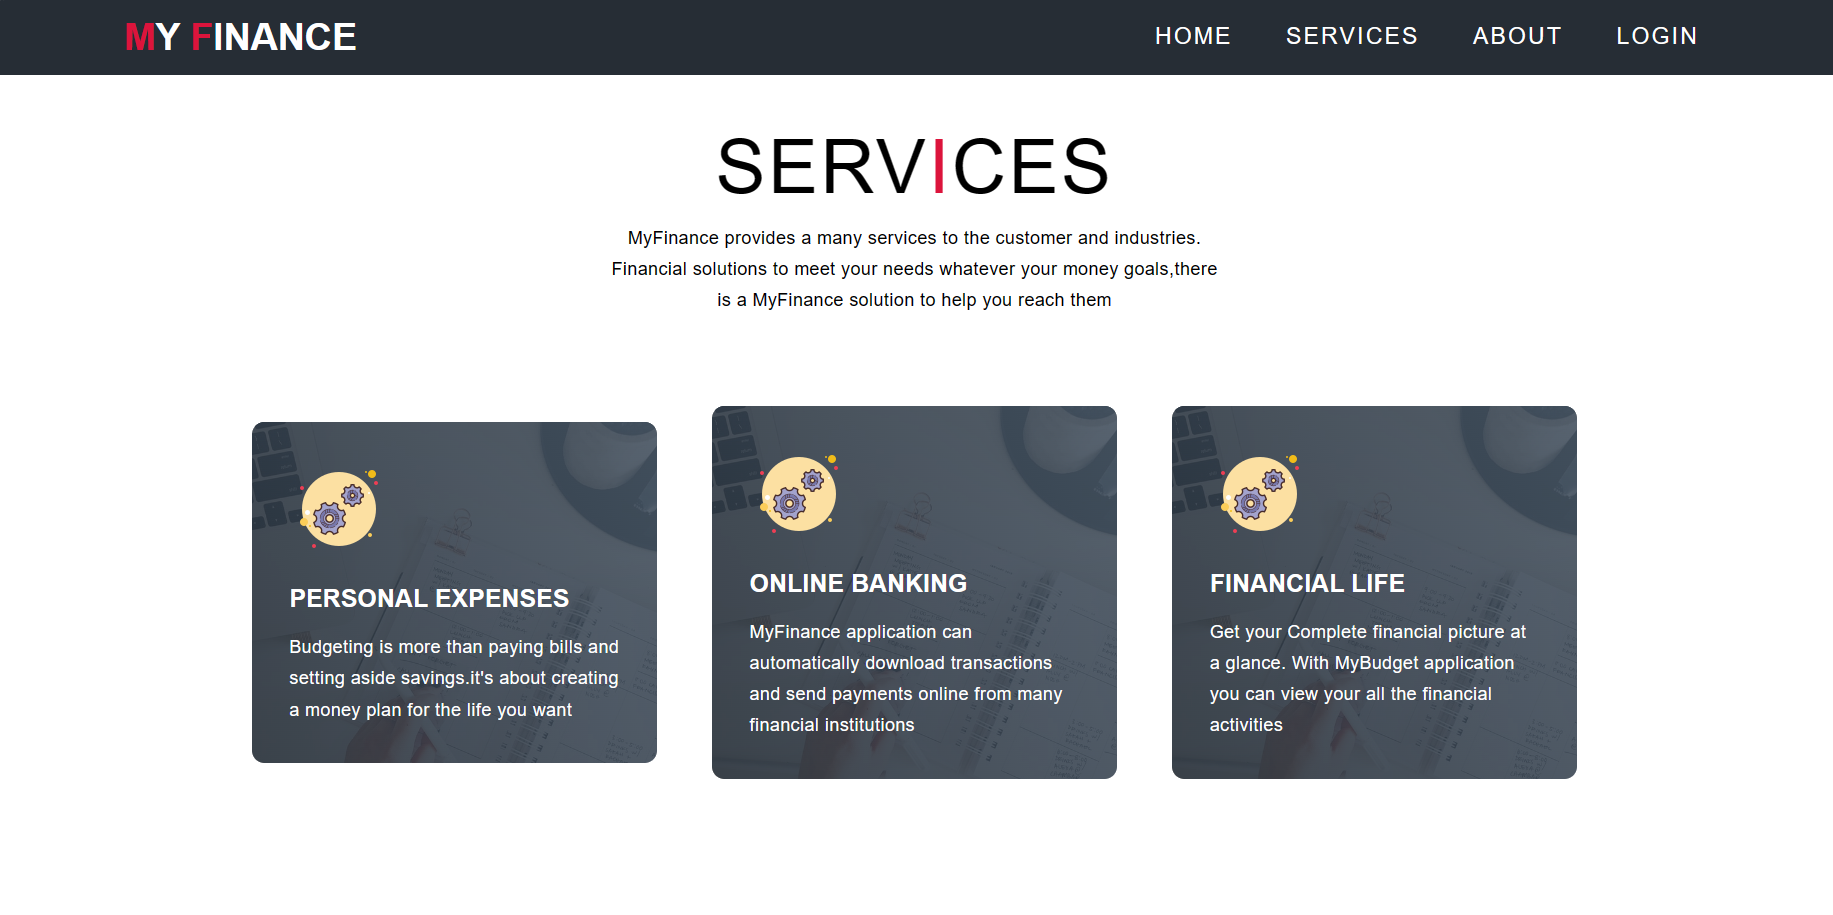 MY FINANCE
HOME SERVICES ABOUT LOGIN
SERVICES
MyFinance provides a many services to the customer and industries.
Financial solutions to meet your needs whatever your money goals,there
is a MyFinance solution to help you reach them
PERSONAL EXPENSES
Budgeting is more than paying bills and
setting aside savings.it's about creating
a money plan for the life you want
ONLINE BANKING
MyFinance application can
automatically download transactions
and send payments online from many
financial institutions
FINANCIAL LIFE
Get your Complete financial picture at
a glance. With MyBudget application
you can view your all the financial
activities